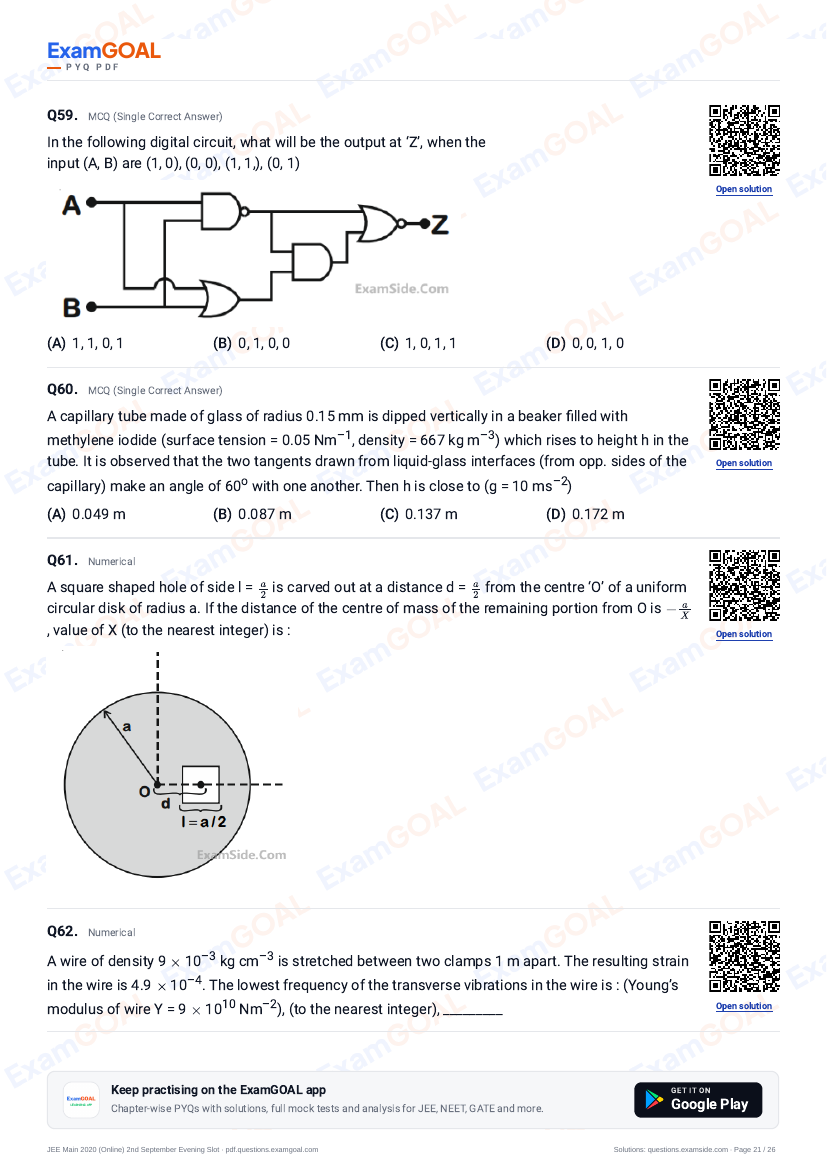 ExamGOAL
PYQ PDF
Q59. MCQ (Single Correct Answer)
In the following digital circuit, what will be the output at ‘Z’, when the
input (A, B) are (1, 0), (0, 0), (1, 1,), (0, 1)
Open solution
A
B
Z
ExamSide.Com
(A) 1, 1, 0, 1 (B) 0, 1, 0, 0 (C) 1, 0, 1, 1 (D) 0, 0, 1, 0
Q60. MCQ (Single Correct Answer)
A capillary tube made of glass of radius 0.15 mm is dipped vertically in a beaker filled with
methylene iodide (surface tension = 0.05 Nm⁻¹, density = 667 kg m⁻³) which rises to height h in the
tube. It is observed that the two tangents drawn from liquid-glass interfaces (from opp. sides of the
capillary) make an angle of 60ᵒ with one another. Then h is close to (g = 10 ms⁻²)
Open solution
(A) 0.049 m (B) 0.087 m (C) 0.137 m (D) 0.172 m
Q61. Numerical
A square shaped hole of side l = a/2 is carved out at a distance d = a/2 from the centre ‘O’ of a uniform
circular disk of radius a. If the distance of the centre of mass of the remaining portion from O is −a/X
, value of X (to the nearest integer) is :
Open solution
a
O
d
l = a / 2
ExamSide.Com
Q62. Numerical
A wire of density 9 × 10⁻³ kg cm⁻³ is stretched between two clamps 1 m apart. The resulting strain
in the wire is 4.9 × 10⁻⁴. The lowest frequency of the transverse vibrations in the wire is : (Young’s
modulus of wire Y = 9 × 10¹⁰ Nm⁻²), (to the nearest integer), _________
Open solution
Keep practising on the ExamGOAL app
Chapter-wise PYQs with solutions, full mock tests and analysis for JEE, NEET, GATE and more.
GET IT ON
Google Play
JEE Main 2020 (Online) 2nd September Evening Slot · pdf.questions.examgoal.com
Solutions: questions.examside.com · Page 21 / 26